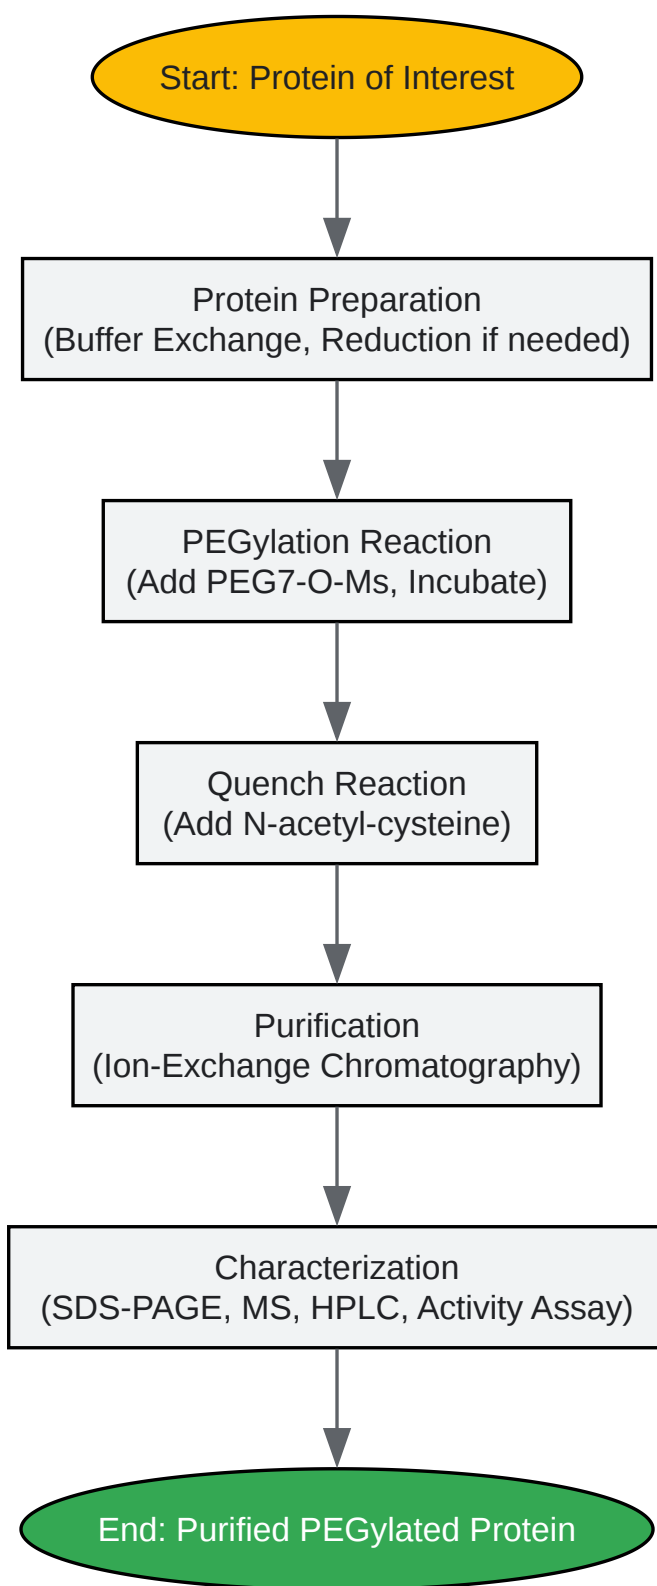 Start: Protein of Interest
Protein Preparation
(Buffer Exchange, Reduction if needed)
PEGylation Reaction
(Add PEG7-O-Ms, Incubate)
Quench Reaction
(Add N-acetyl-cysteine)
Purification
(Ion-Exchange Chromatography)
Characterization
(SDS-PAGE, MS, HPLC, Activity Assay)
End: Purified PEGylated Protein